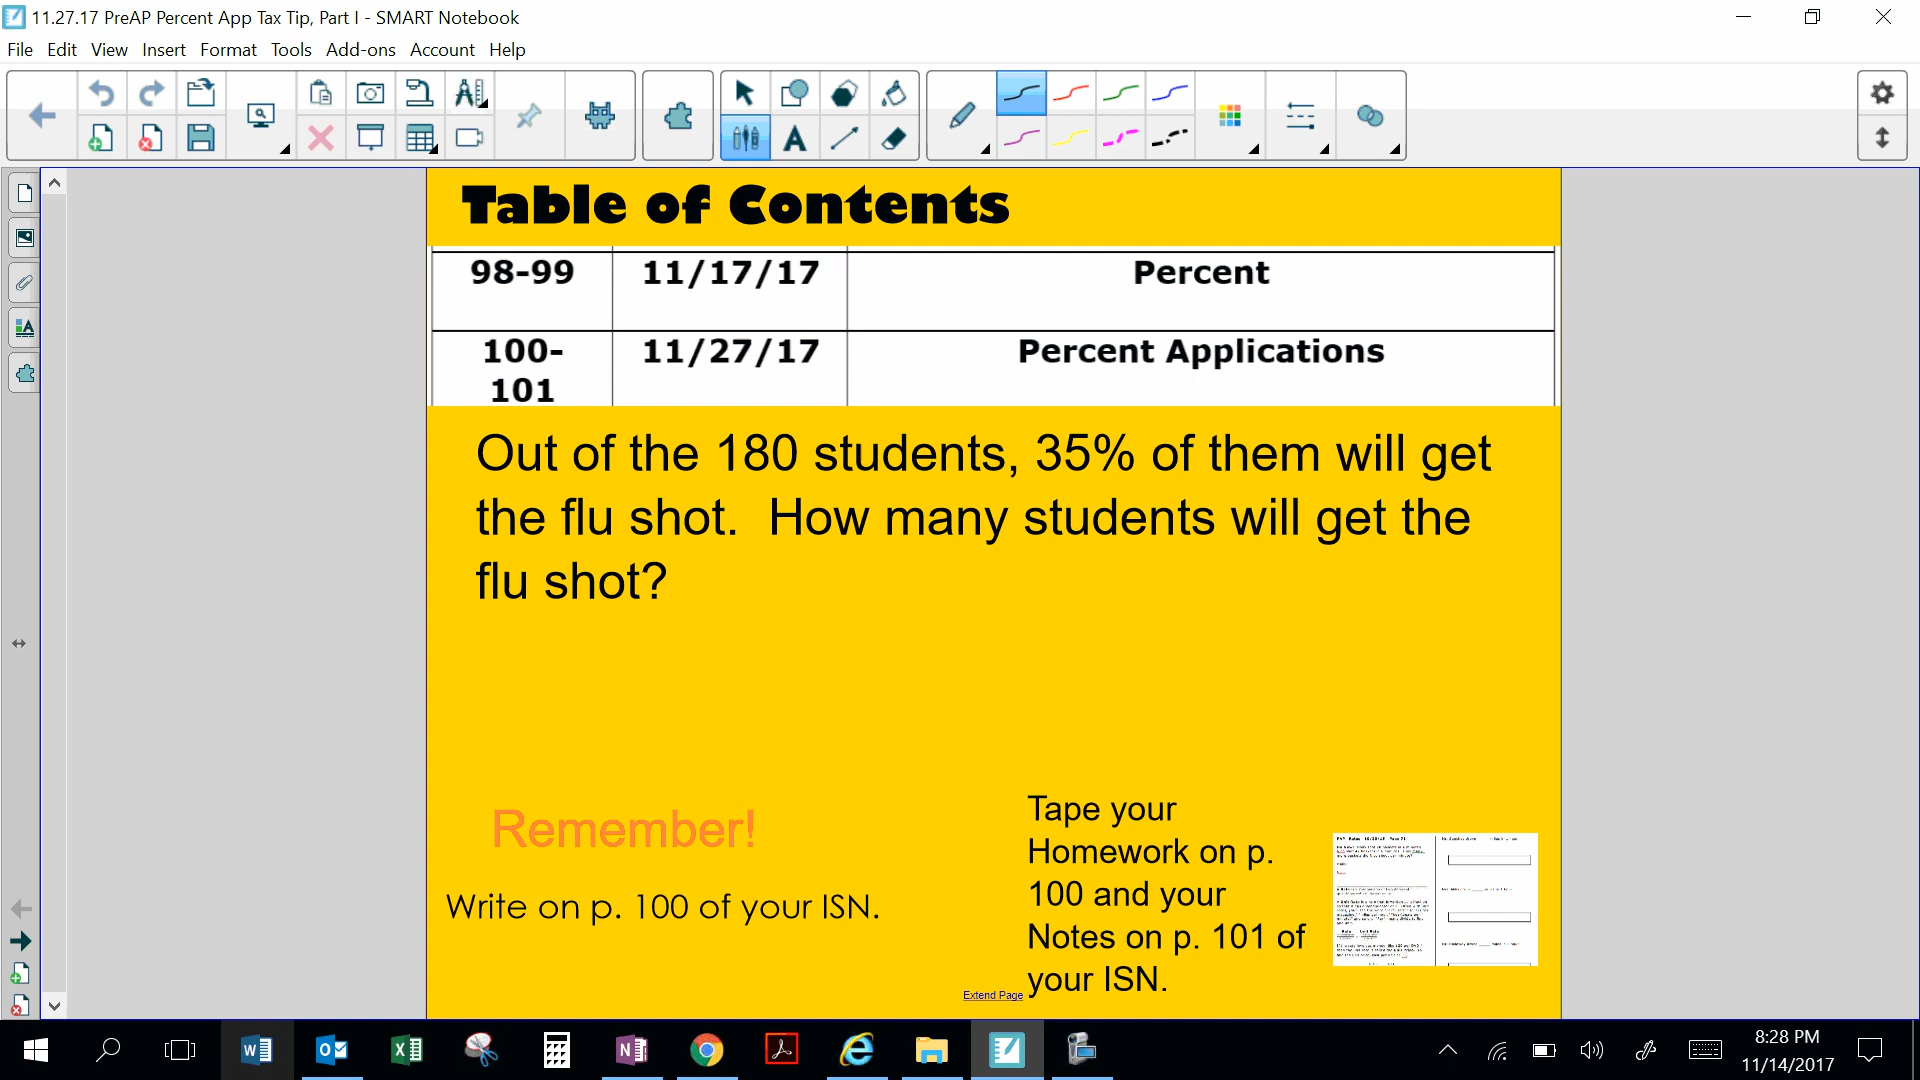 11.27.17 PreAP Percent App Tax Tip, Part I - SMART Notebook
File Edit View Insert Format Tools Add-ons Account Help
Table of Contents
98-99 11/17/17 Percent
100- 11/27/17 Percent Applications
101
Out of the 180 students, 35% of them will get
the flu shot. How many students will get the
flu shot?
Remember!
Write on p. 100 of your ISN.
Tape your
Homework on p.
100 and your
Notes on p. 101 of
your ISN.
Extend Page
8:28 PM
11/14/2017